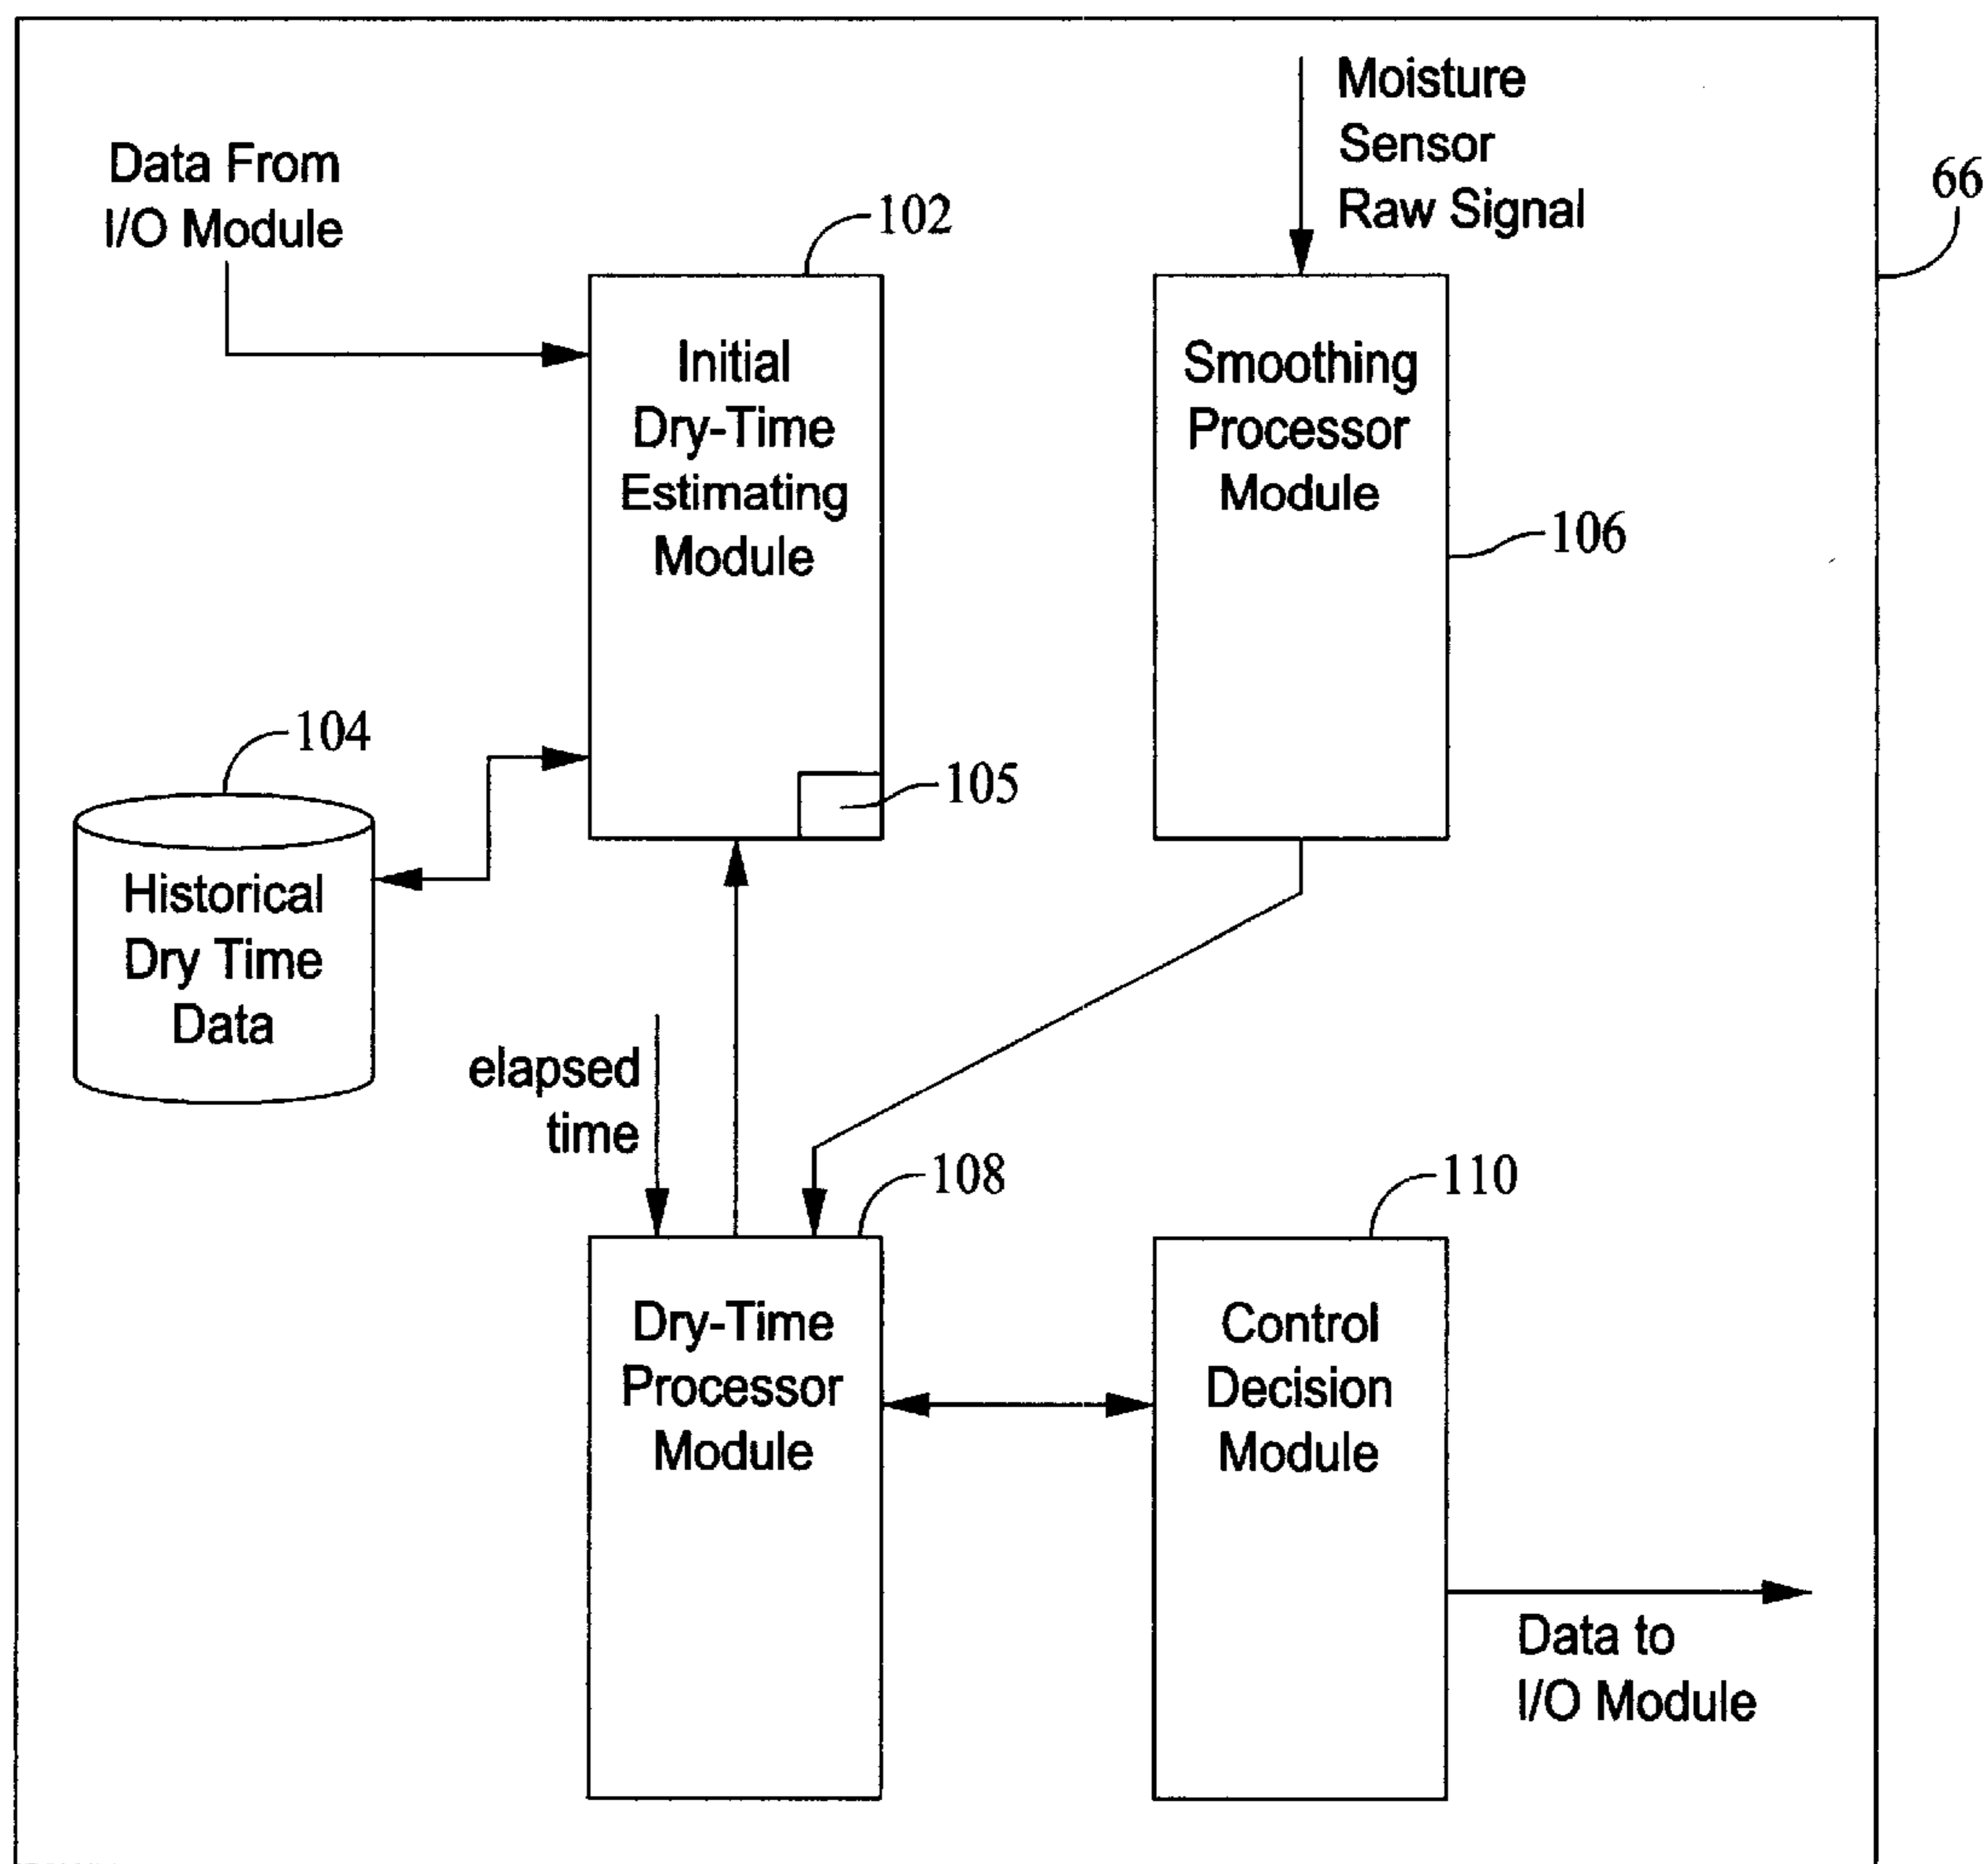 Data From
I/O Module
Moisture
Sensor
Raw Signal
66
102
Initial
Dry-Time
Estimating
Module
Smoothing
Processor
Module
106
104
105
Historical
Dry Time
Data
elapsed
time
108
110
Dry-Time
Processor
Module
Control
Decision
Module
Data to
I/O Module